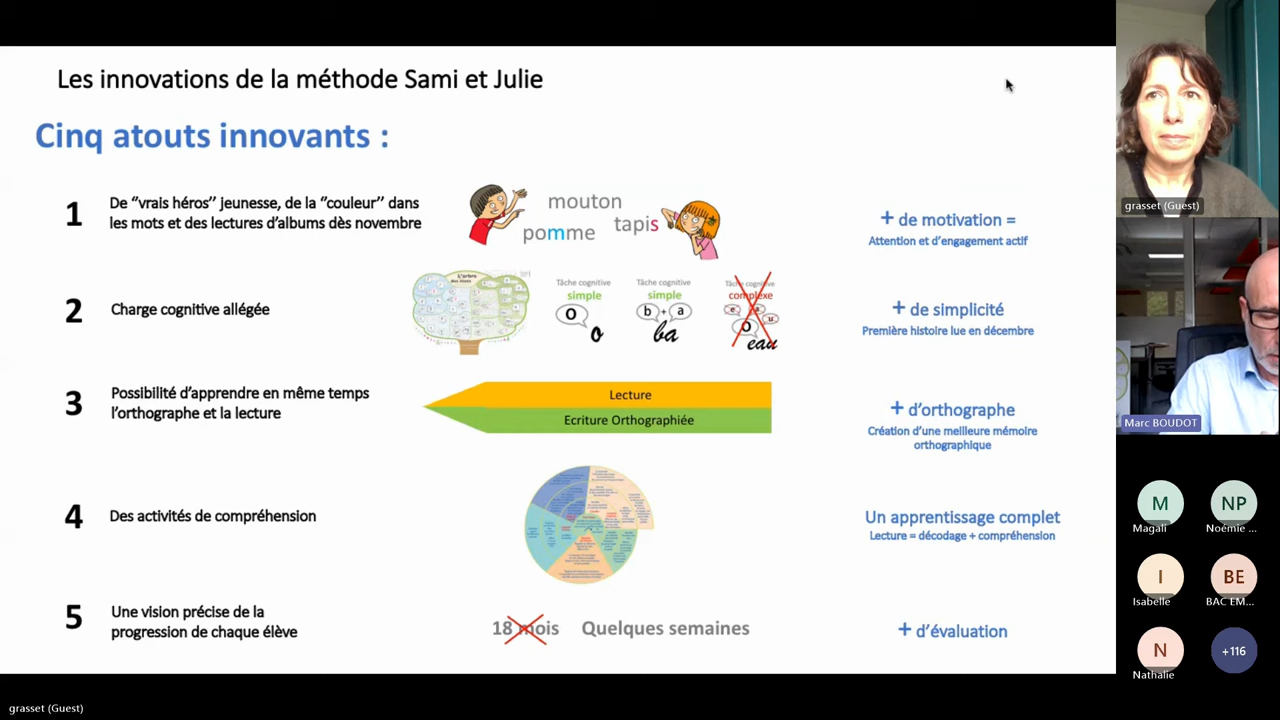 Les innovations de la méthode Sami et Julie
Cinq atouts innovants :
1
De “vrais héros” jeunesse, de la “couleur” dans
les mots et des lectures d’albums dès novembre
mouton
pomme
tapis
+ de motivation =
Attention et d’engagement actif
2
Charge cognitive allégée
L'arbre
des sons
Tâche cognitive
simple
o
o
Tâche cognitive
simple
b + a
ba
Tâche cognitive
complexe
e
a
u
o
eau
+ de simplicité
Première histoire lue en décembre
3
Possibilité d’apprendre en même temps
l’orthographe et la lecture
Lecture
Ecriture Orthographiée
+ d’orthographe
Création d’une meilleure mémoire
orthographique
4
Des activités de compréhension
Un apprentissage complet
Lecture = décodage + compréhension
5
Une vision précise de la
progression de chaque élève
18 mois
Quelques semaines
+ d’évaluation
grasset (Guest)
Marc BOUDOT
M
Magali
NP
Noémie ...
I
Isabelle
BE
BAC EM...
N
Nathalie
+116
grasset (Guest)